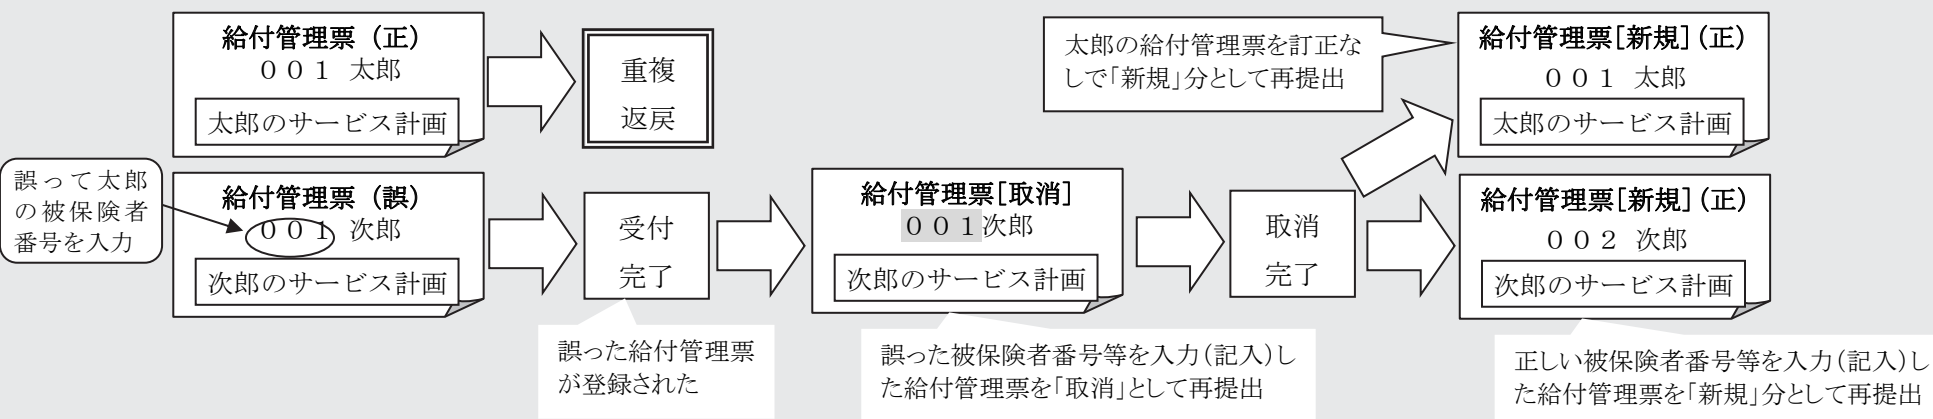 給付管理票（正）
００１ 太郎
太郎のサービス計画
重複
返戻
太郎の給付管理票を訂正な
しで「新規」分として再提出
給付管理票[新規]（正）
００１ 太郎
太郎のサービス計画
誤って太郎
の被保険者
番号を入力
給付管理票（誤）
００１ 次郎
次郎のサービス計画
受付
完了
誤った給付管理票
が登録された
給付管理票[取消]
００１次郎
次郎のサービス計画
誤った被保険者番号等を入力（記入）し
た給付管理票を「取消」として再提出
取消
完了
給付管理票[新規]（正）
００２ 次郎
次郎のサービス計画
正しい被保険者番号等を入力（記入）し
た給付管理票を「新規」分として再提出